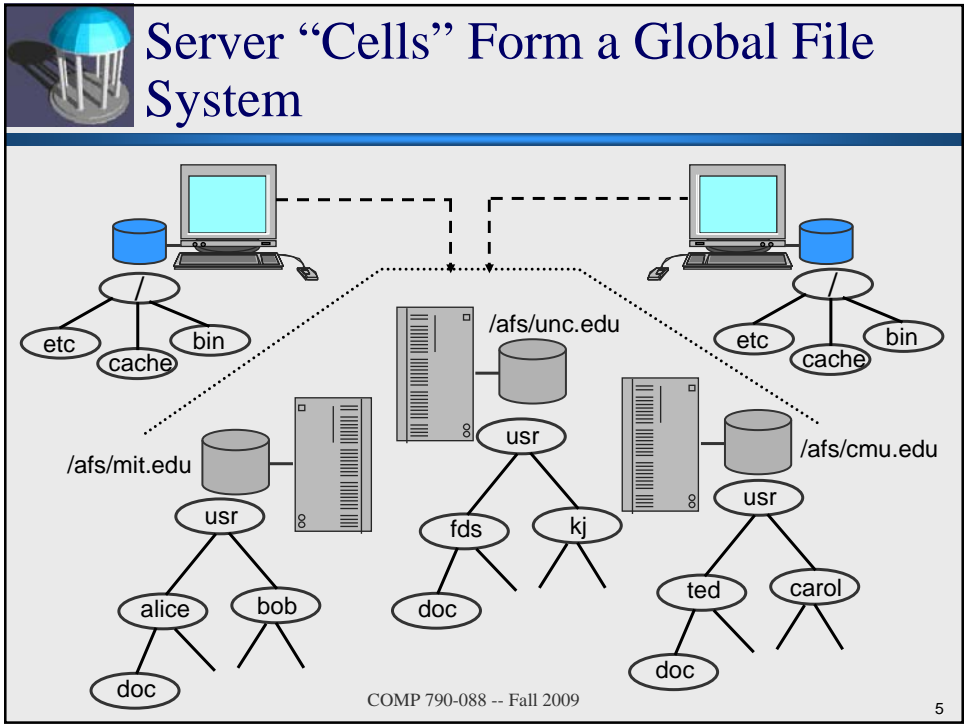 Server “Cells” Form a Global File
System
/
etc
cache
bin
/
etc
cache
bin
/afs/unc.edu
usr
fds
kj
doc
/afs/mit.edu
usr
alice
bob
doc
/afs/cmu.edu
usr
ted
carol
doc
COMP 790-088 -- Fall 2009
5